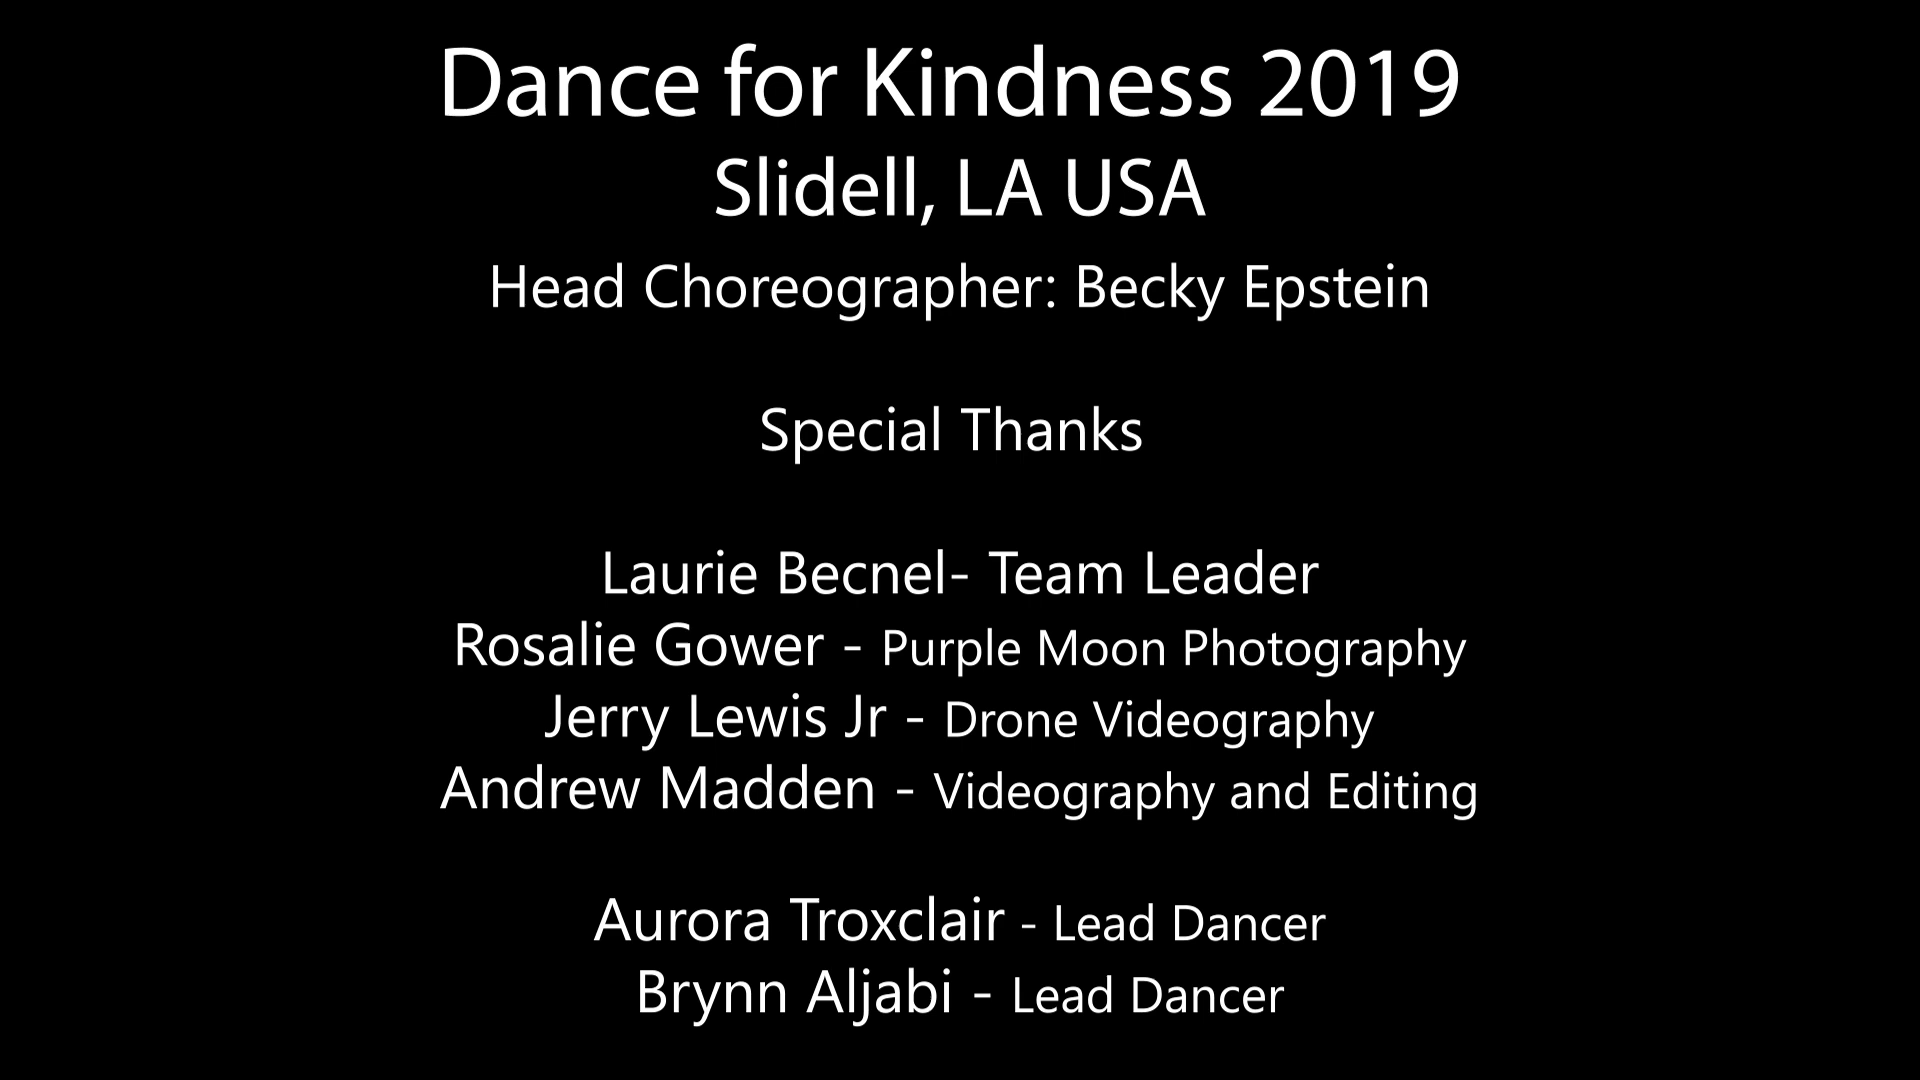 Dance for Kindness 2019
Slidell, LA USA
Head Choreographer: Becky Epstein
Special Thanks
Laurie Becnel- Team Leader
Rosalie Gower - Purple Moon Photography
Jerry Lewis Jr - Drone Videography
Andrew Madden - Videography and Editing
Aurora Troxclair - Lead Dancer
Brynn Aljabi - Lead Dancer